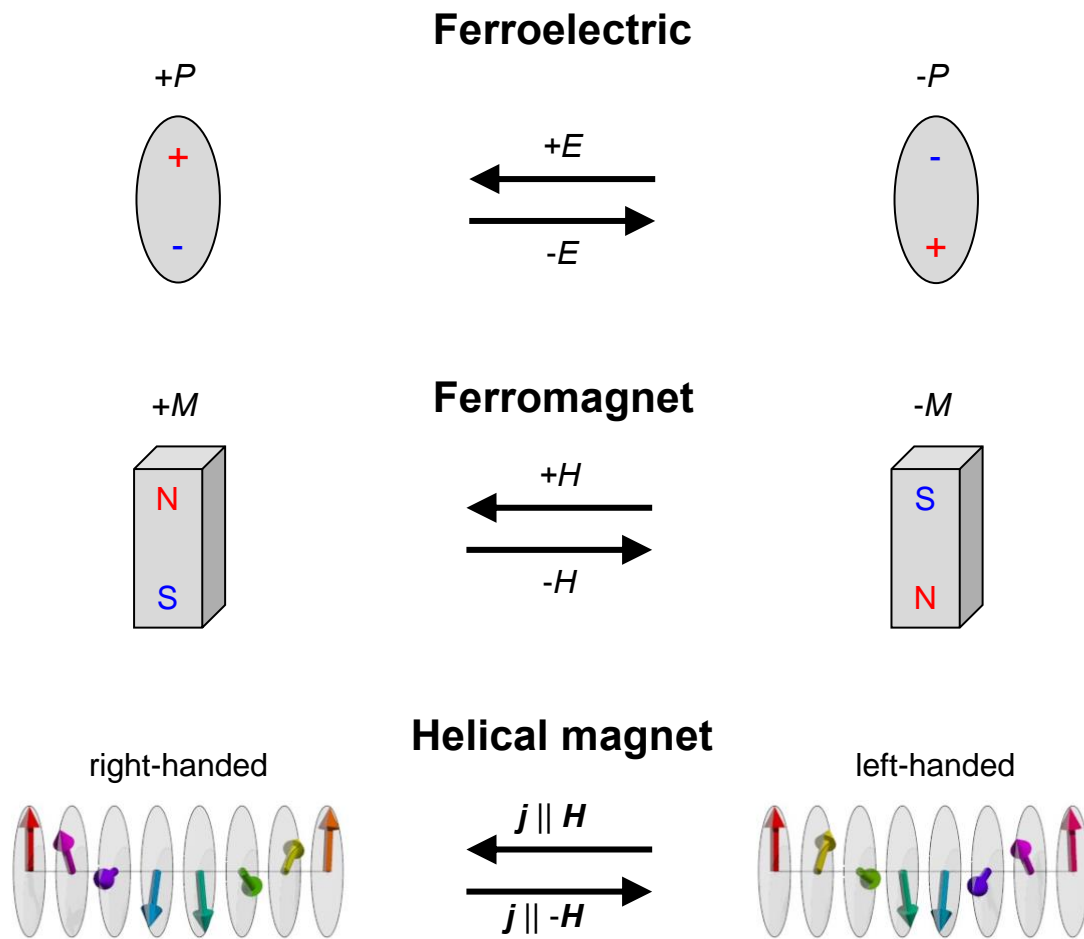 Ferroelectric
+P
-P
+E
-E
+
-
-
+
Ferromagnet
+M
-M
+H
-H
N
S
S
N
Helical magnet
right-handed
left-handed
j || H
j || -H